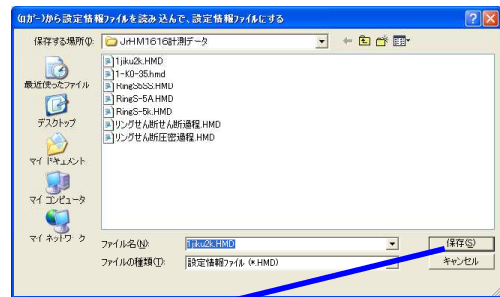 (ﾛｶﾞｰ)から設定情報ﾌｧｲﾙを読み込んで、設定情報ﾌｧｲﾙにする
保存する場所(I):
JrHM1616計測データ
1jiku2k.HMD
1-K0-35.hmd
RingS5SS.HMD
RingS-5A.HMD
RingS-5k.HMD
リングせん断せん断過程.HMD
リングせん断圧密過程.HMD
最近使ったファイル
デスクトップ
マイ ドキュメント
マイ コンピュータ
マイ ネットワーク
ファイル名(N):
1jiku2k.HMD
保存(S)
ファイルの種類(T):
設定情報ﾌｧｲﾙ (*.HMD)
キャンセル